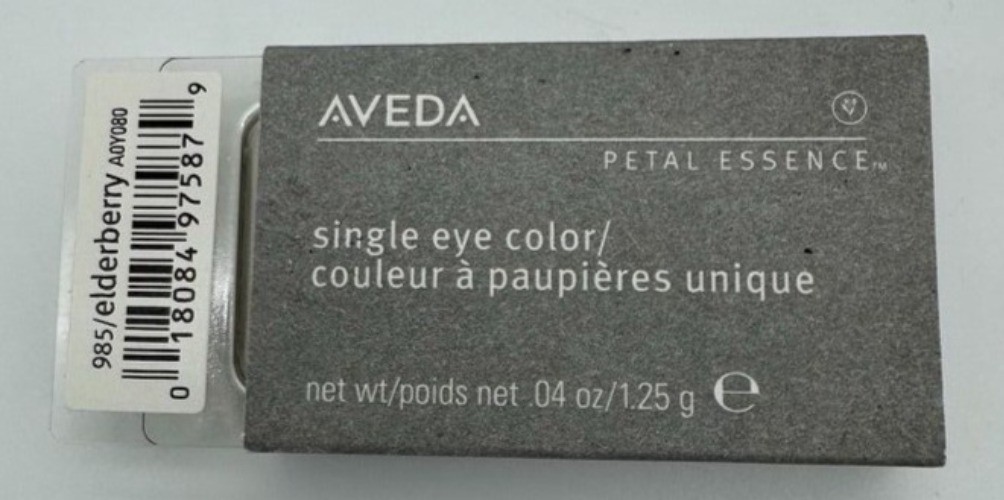 AVEDA
PETAL ESSENCE™
single eye color/
couleur à paupières unique
net wt/poids net .04 oz/1.25 g ℮
985/elderberry A0Y080
0 18084 97587 9